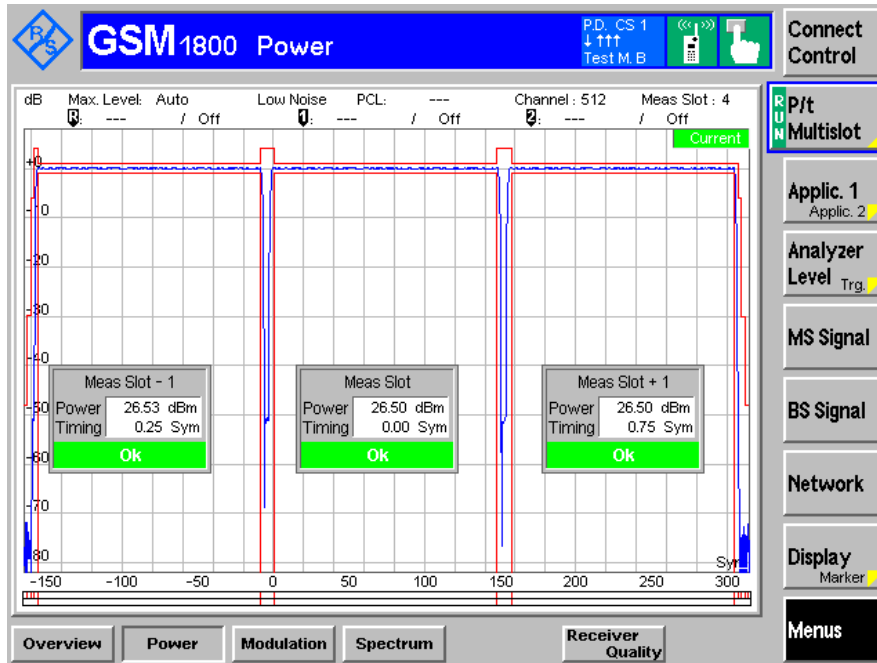 R/S
GSM 1800 Power
P.D. CS 1
↓ ↑↑↑
Test M. B
Connect
Control
dB Max. Level: Auto Low Noise PCL: --- Channel : 512 Meas Slot : 4
R: --- / Off 1: --- / Off 2: --- / Off
Current
RUN
P/t
Multislot
Applic. 1
Applic. 2
Analyzer
Level Trg.
MS Signal
BS Signal
Network
Display
Marker
Menus
+0
-10
-20
-30
-40
-50
-60
-70
-80
Meas Slot - 1
Power 26.53 dBm
Timing 0.25 Sym
Ok
Meas Slot
Power 26.50 dBm
Timing 0.00 Sym
Ok
Meas Slot + 1
Power 26.50 dBm
Timing 0.75 Sym
Ok
Sym
-150 -100 -50 0 50 100 150 200 250 300
Overview Power Modulation Spectrum Receiver
Quality